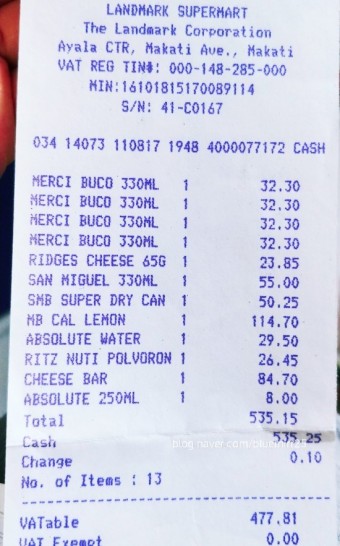 LANDMARK SUPERMART
The Landmark Corporation
Ayala CTR, Makati Ave., Makati
VAT REG TIN#: 000-148-285-000
MIN:16101815170089114
S/N: 41-C0167
034 14073 110817 1948 4000077172 CASH
MERCI BUCO 330ML 1 32.30
MERCI BUCO 330ML 1 32.30
MERCI BUCO 330ML 1 32.30
MERCI BUCO 330ML 1 32.30
RIDGES CHEESE 65G 1 23.85
SAN MIGUEL 330ML 1 55.00
SMB SUPER DRY CAN 1 50.25
MB CAL LEMON 1 114.70
ABSOLUTE WATER 1 29.50
RITZ NUTI POLVORON 1 26.45
CHEESE BAR 1 84.70
ABSOLUTE 250ML 1 8.00
Total 535.15
Cash 535.25
Change 0.10
No. of Items : 13
VATable 477.81
VAT Exempt 0.00